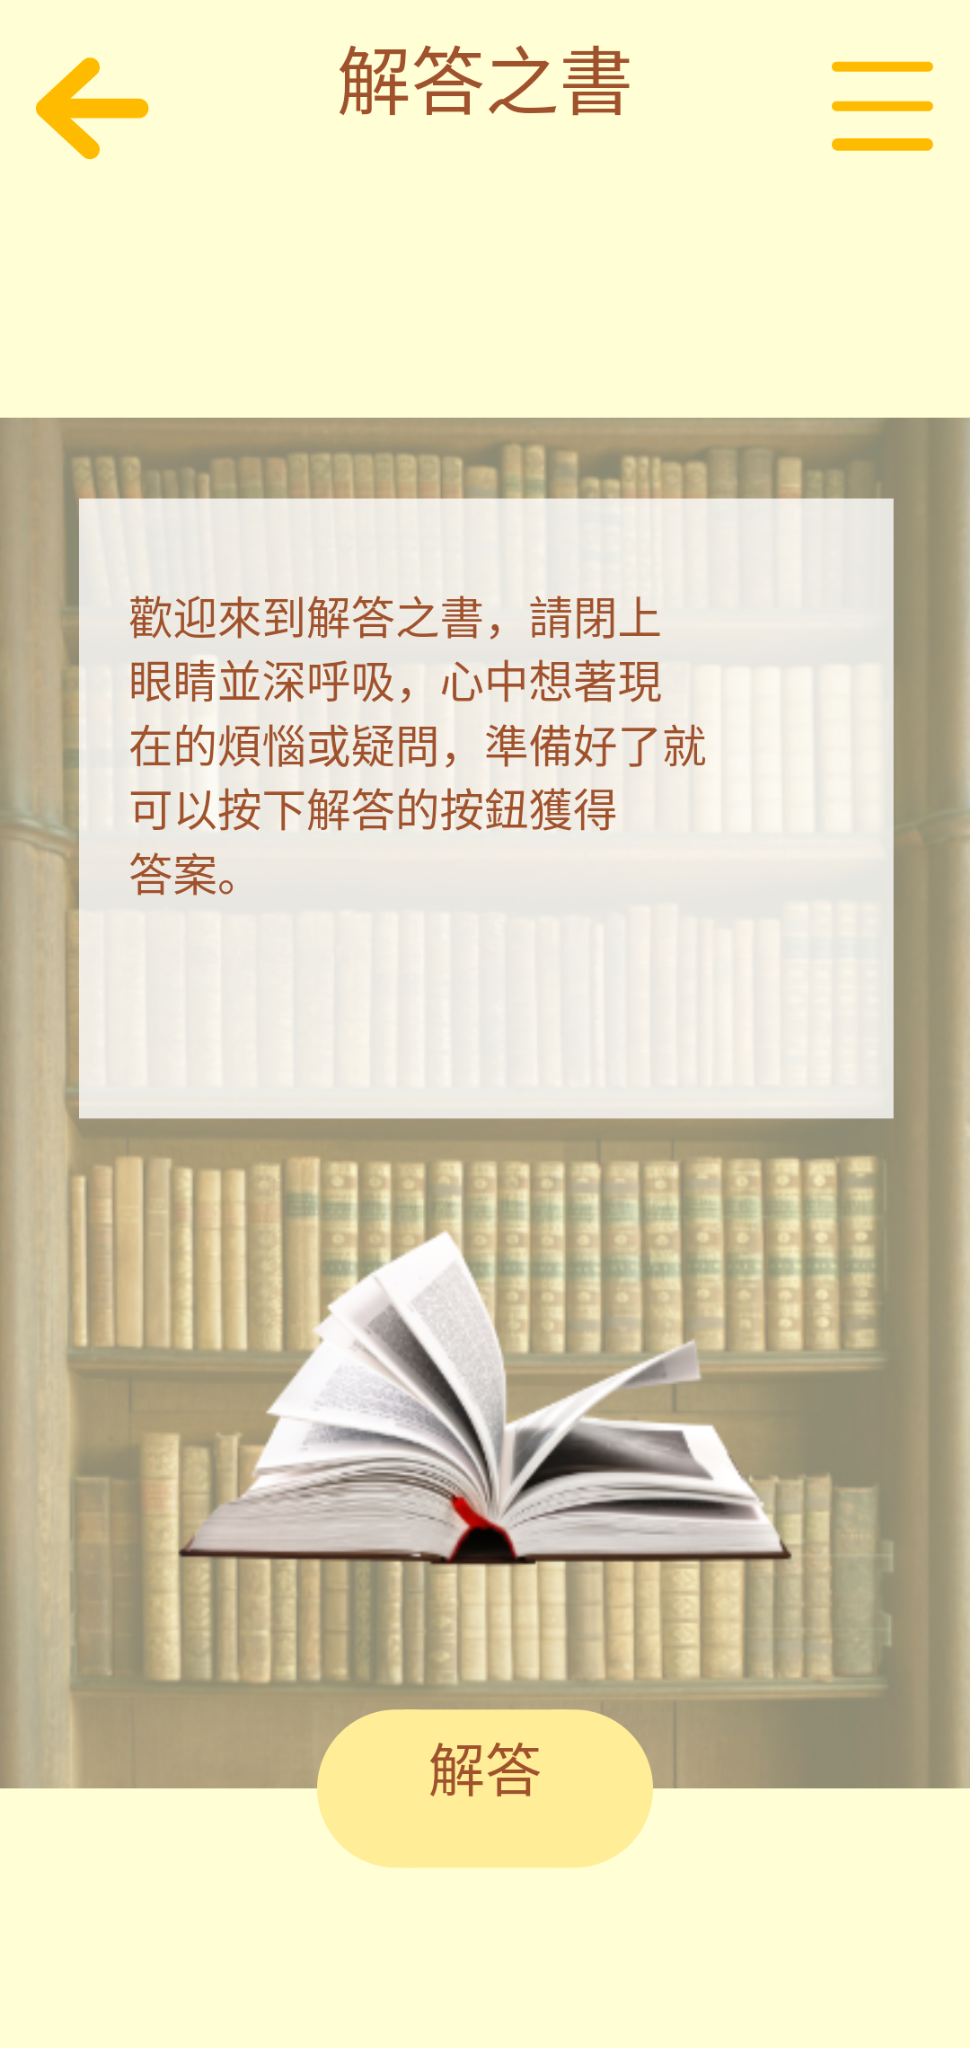 解答之書
歡迎來到解答之書，請閉上
眼睛並深呼吸，心中想著現
在的煩惱或疑問，準備好了就
可以按下解答的按鈕獲得
答案。
解答